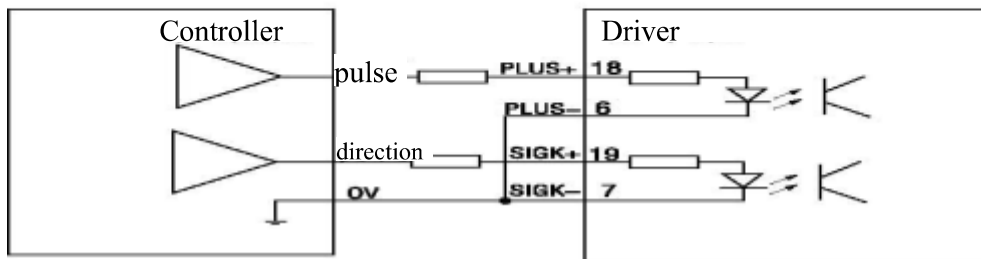 Controller Driver
pulse PLUS+ 18
PLUS- 6
direction SIGK+ 19
OV SIGK- 7